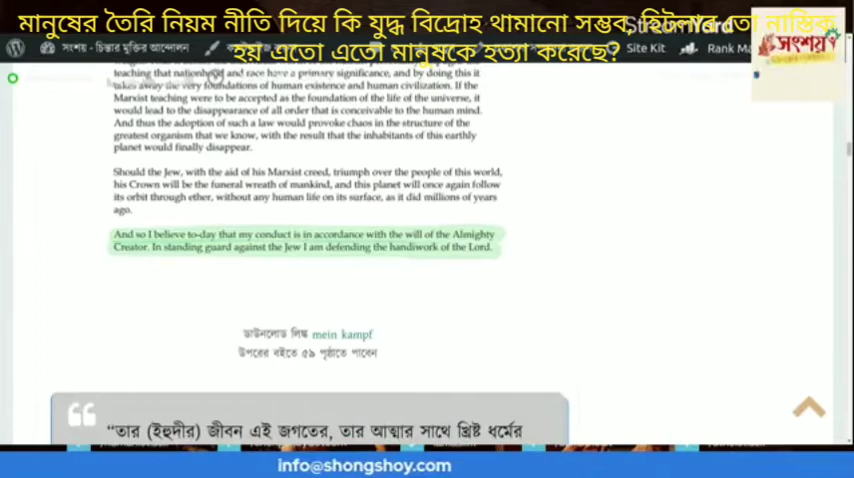 মানুষের তৈরি নিয়ম নীতি দিয়ে কি যুদ্ধ বিদ্রোহ থামানো সম্ভব, হিটলার তো নাস্তিক
হয় এতো এতো মানুষকে হত্যা করেছে?
StreamYard
সংশয় - চিন্তার মুক্তির আন্দোলন
Site Kit
Rank Ma
সংশয়
teaching that nationhood and race have a primary significance, and by doing this it
takes away the very foundations of human existence and human civilization. If the
Marxist teaching were to be accepted as the foundation of the life of the universe, it
would lead to the disappearance of all order that is conceivable to the human mind.
And thus the adoption of such a law would provoke chaos in the structure of the
greatest organism that we know, with the result that the inhabitants of this earthly
planet would finally disappear.
Should the Jew, with the aid of his Marxist creed, triumph over the people of this world,
his Crown will be the funeral wreath of mankind, and this planet will once again follow
its orbit through ether, without any human life on its surface, as it did millions of years
ago.
And so I believe to-day that my conduct is in accordance with the will of the Almighty
Creator. In standing guard against the Jew I am defending the handiwork of the Lord.
ডাউনলোড লিঙ্ক mein kampf
উপরের বইতে ৫৯ পৃষ্ঠাতে পাবেন
“তার (ইহুদীর) জীবন এই জগতের, তার আত্মার সাথে খ্রিষ্ট ধর্মের
info@shongshoy.com